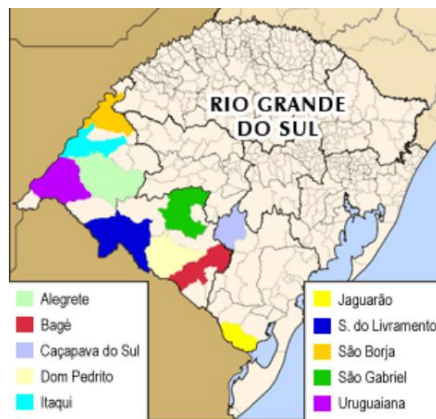 RIO GRANDE
DO SUL
Alegrete
Bagé
Caçapava do Sul
Dom Pedrito
Itaqui
Jaguarão
S. do Livramento
São Borja
São Gabriel
Uruguaiana